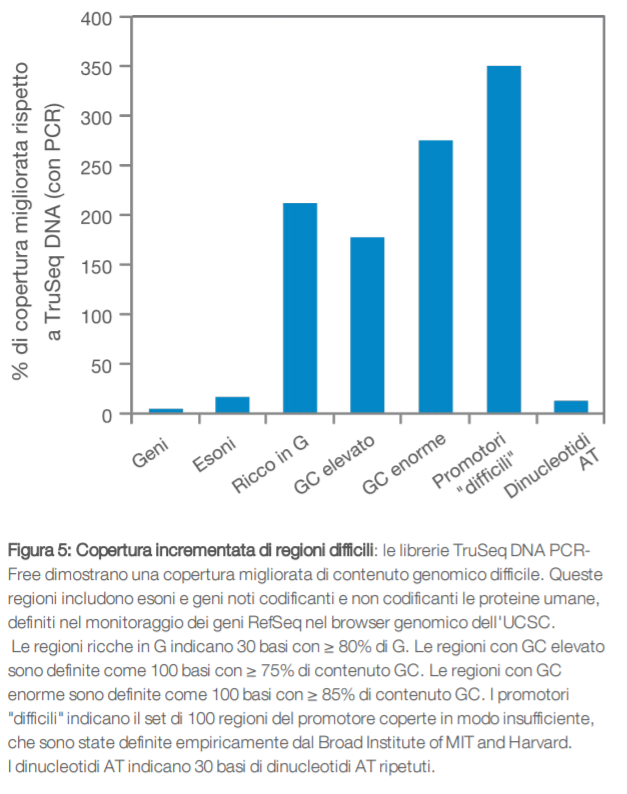 400
350
300
250
200
150
100
50
0
% di copertura migliorata rispetto
a TruSeq DNA (con PCR)
Geni
Esoni
Ricco in G
GC elevato
GC enorme
Promotori
"difficili"
Dinucleotidi
AT
Figura 5: Copertura incrementata di regioni difficili: le librerie TruSeq DNA PCR-
Free dimostrano una copertura migliorata di contenuto genomico difficile. Queste
regioni includono esoni e geni noti codificanti e non codificanti le proteine umane,
definiti nel monitoraggio dei geni RefSeq nel browser genomico dell'UCSC.
Le regioni ricche in G indicano 30 basi con ≥ 80% di G. Le regioni con GC elevato
sono definite come 100 basi con ≥ 75% di contenuto GC. Le regioni con GC
enorme sono definite come 100 basi con ≥ 85% di contenuto GC. I promotori
"difficili" indicano il set di 100 regioni del promotore coperte in modo insufficiente,
che sono state definite empiricamente dal Broad Institute of MIT and Harvard.
I dinucleotidi AT indicano 30 basi di dinucleotidi AT ripetuti.